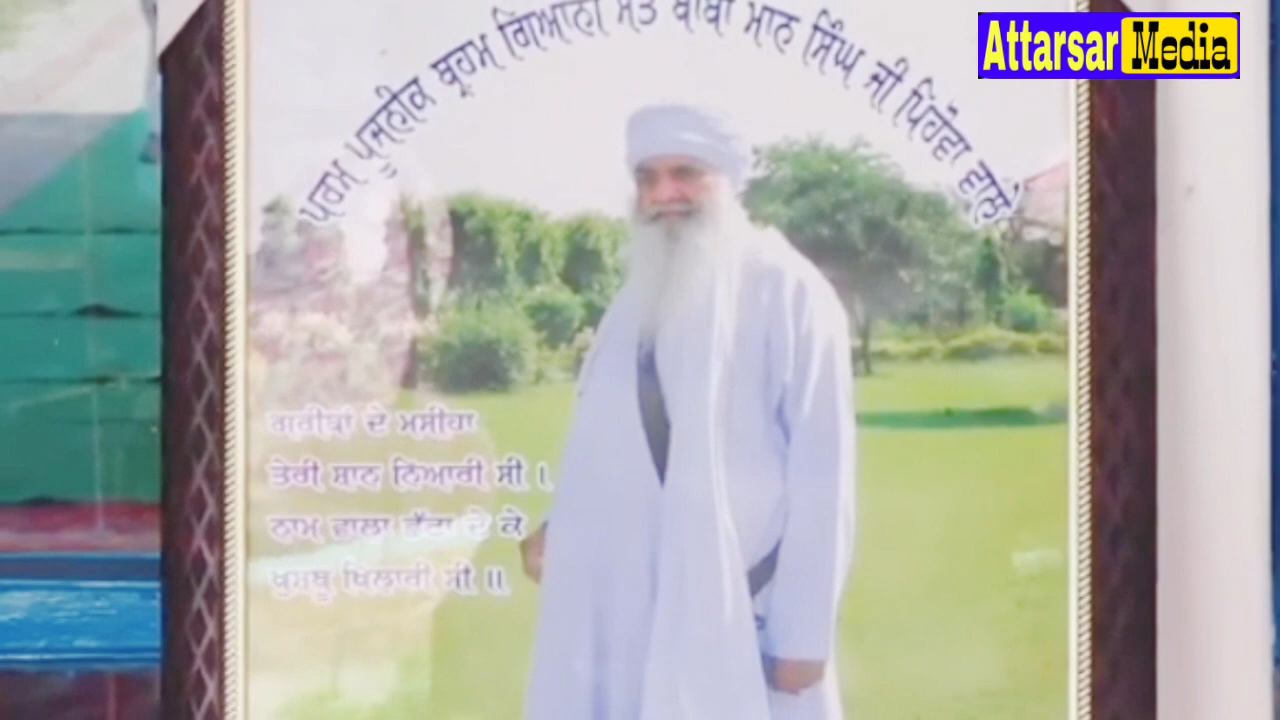 Attarsar Media
ਪਰਮ ਪੂਜਨੀਕ ਬ੍ਰਹਮ ਗਿਆਨੀ ਸੰਤ ਬਾਬਾ ਮਾਨ ਸਿੰਘ ਜੀ ਪਿਹੋਵਾ ਵਾਲੇ
ਗਰੀਬਾਂ ਦੇ ਮਸੀਹਾ
ਤੇਰੀ ਸ਼ਾਨ ਨਿਆਰੀ ਸੀ ।
ਨਾਮ ਵਾਲਾ ਦੇ ਕੇ
ਖੁਸ਼ਬੂ ਖਿਲਾਰੀ ਸੀ ॥